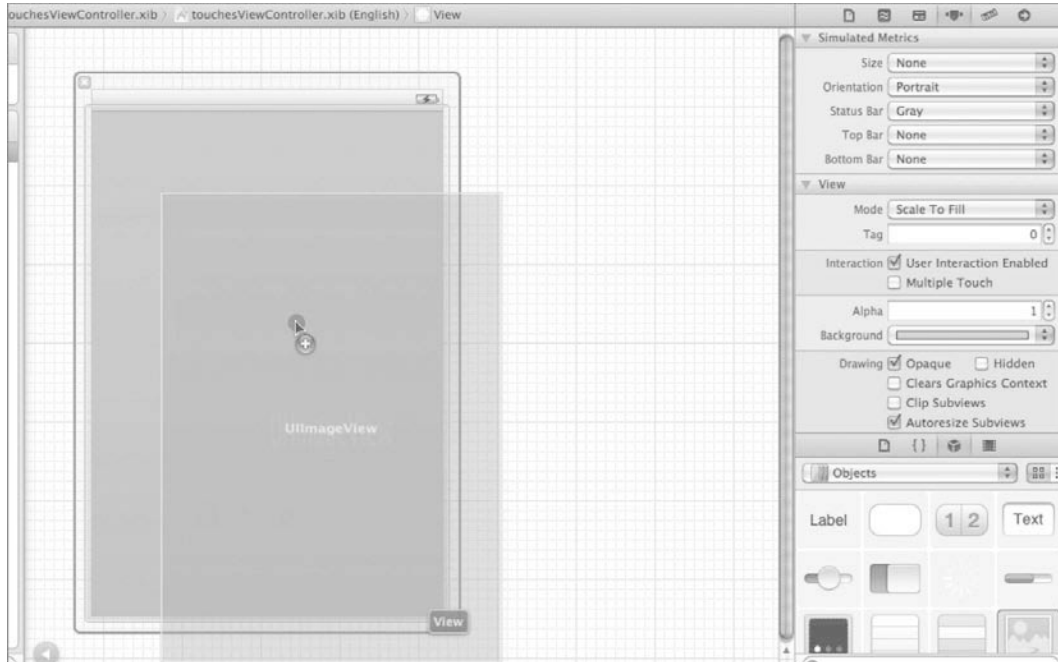 ouchesViewController.xib
touchesViewController.xib (English)
View
Simulated Metrics
Size None
Orientation Portrait
Status Bar Gray
Top Bar None
Bottom Bar None
View
Mode Scale To Fill
Tag 0
Interaction User Interaction Enabled
Multiple Touch
Alpha 1
Background
Drawing Opaque Hidden
Clears Graphics Context
Clip Subviews
Autoresize Subviews
UIImageView
View
{}
Objects
Label
1 2
Text